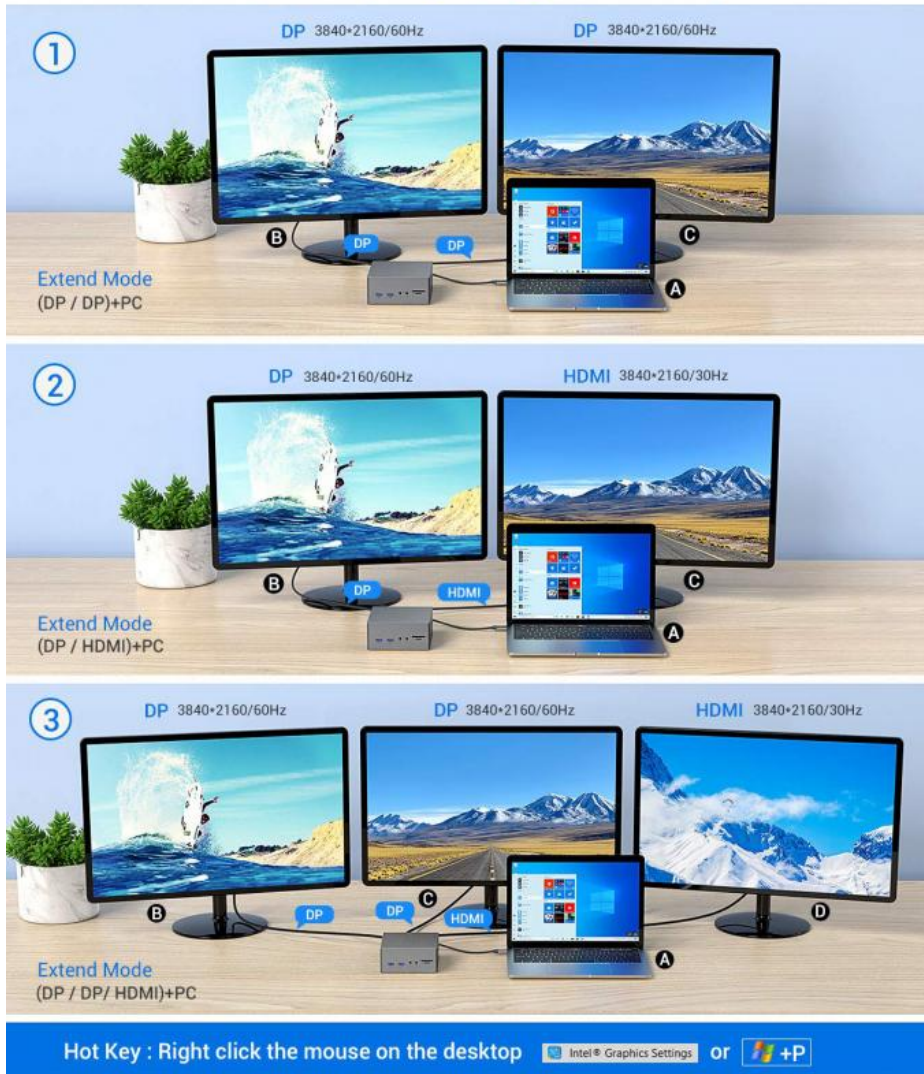 1
DP 3840*2160/60Hz
DP 3840*2160/60Hz
B
DP
DP
C
A
Extend Mode
(DP / DP)+PC
2
DP 3840*2160/60Hz
HDMI 3840*2160/30Hz
B
DP
HDMI
C
A
Extend Mode
(DP / HDMI)+PC
3
DP 3840*2160/60Hz
DP 3840*2160/60Hz
HDMI 3840*2160/30Hz
B
DP
DP
C
HDMI
D
A
Extend Mode
(DP / DP/ HDMI)+PC
Hot Key : Right click the mouse on the desktop Intel® Graphics Settings or +P